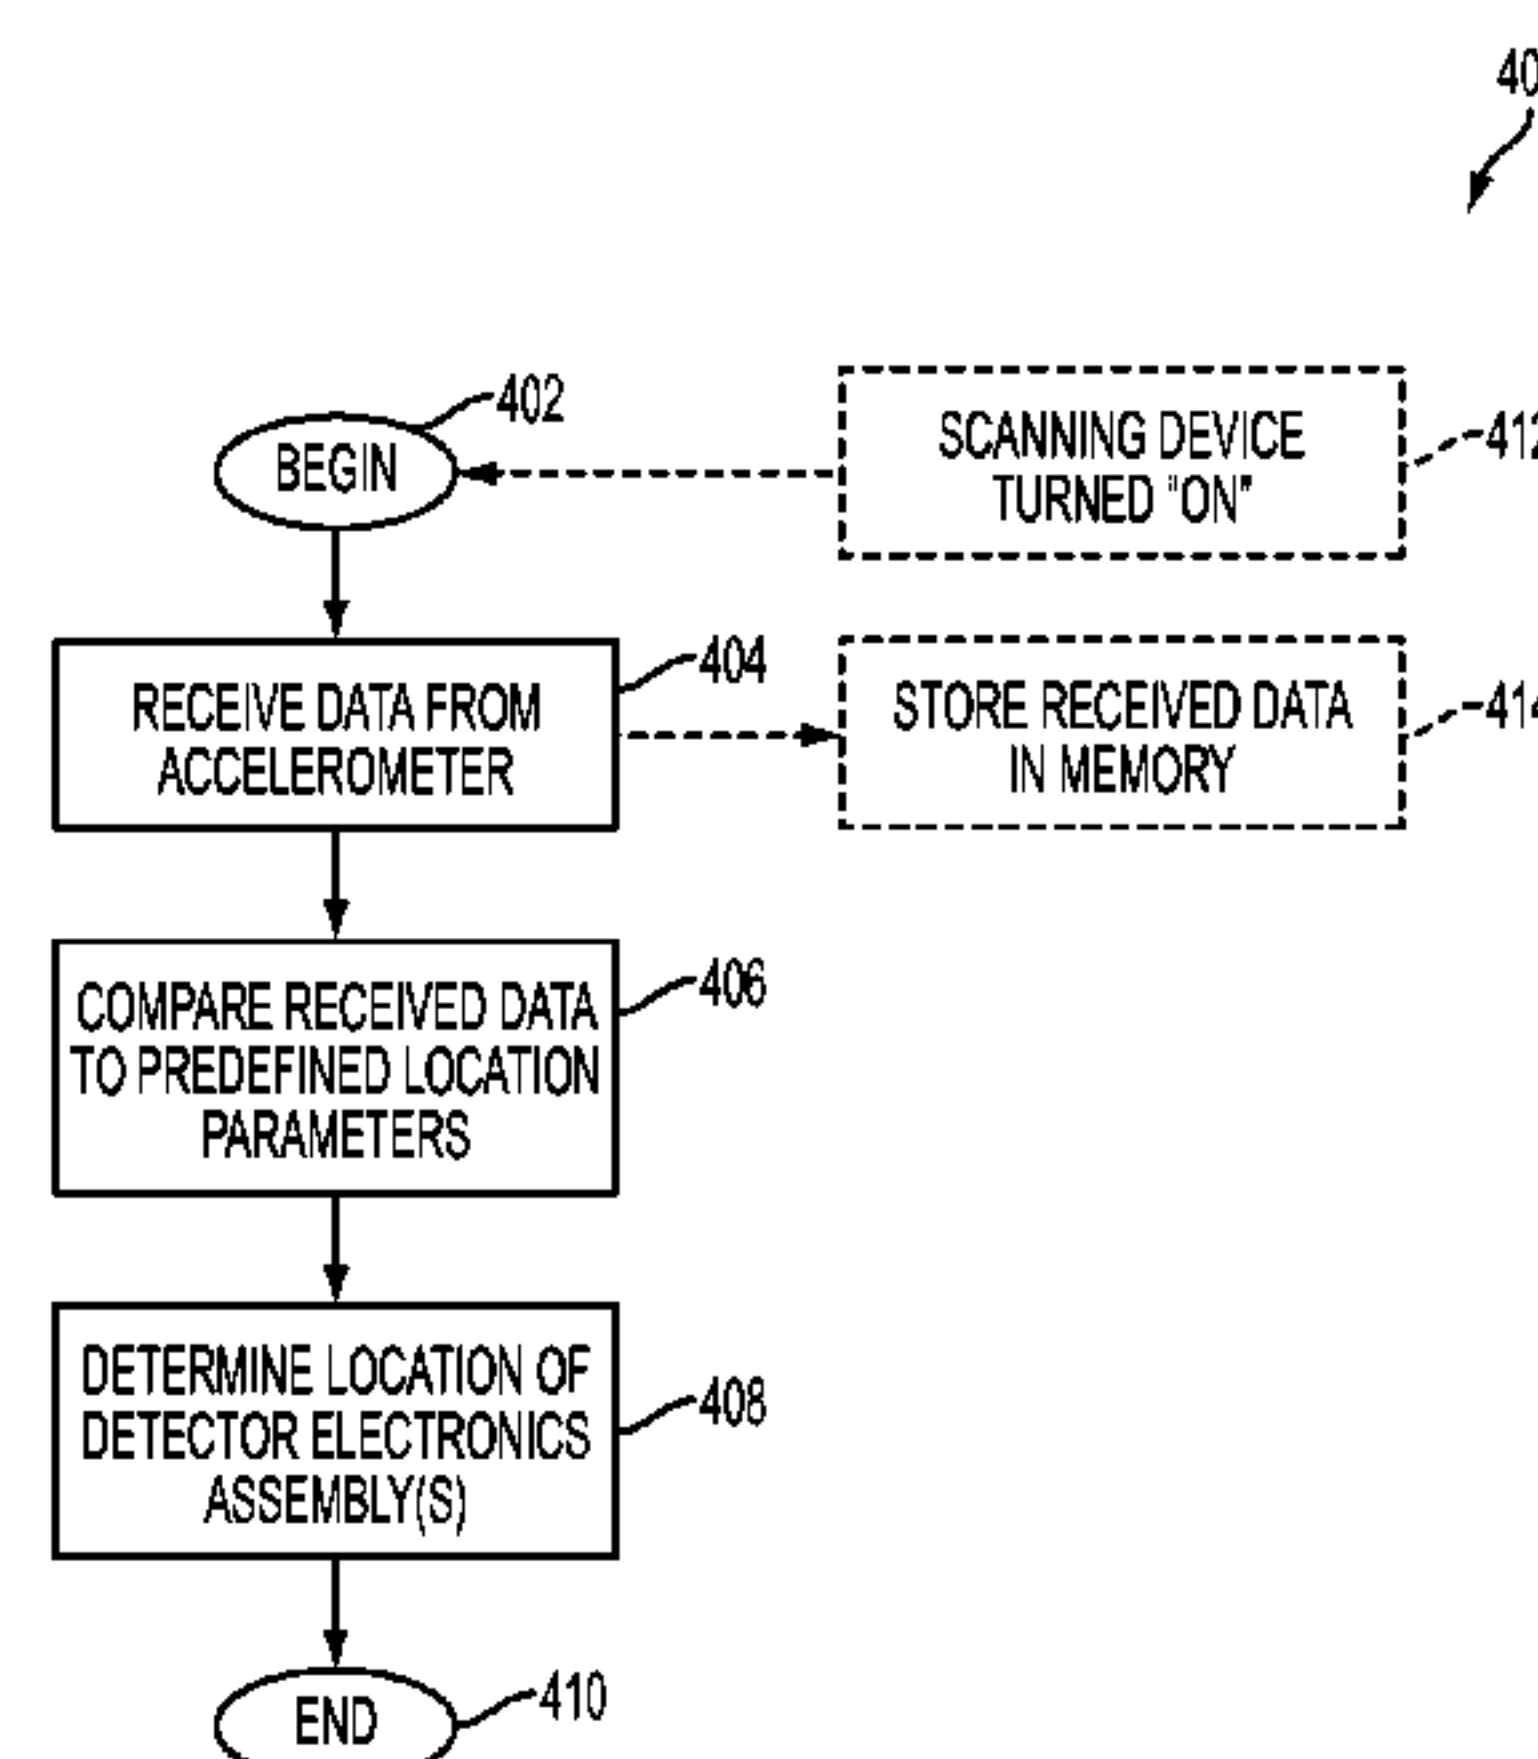 402
BEGIN
SCANNING DEVICE
TURNED "ON"
404
RECEIVE DATA FROM
ACCELEROMETER
STORE RECEIVED DATA
IN MEMORY
406
COMPARE RECEIVED DATA
TO PREDEFINED LOCATION
PARAMETERS
408
DETERMINE LOCATION OF
DETECTOR ELECTRONICS
ASSEMBLY(S)
410
END